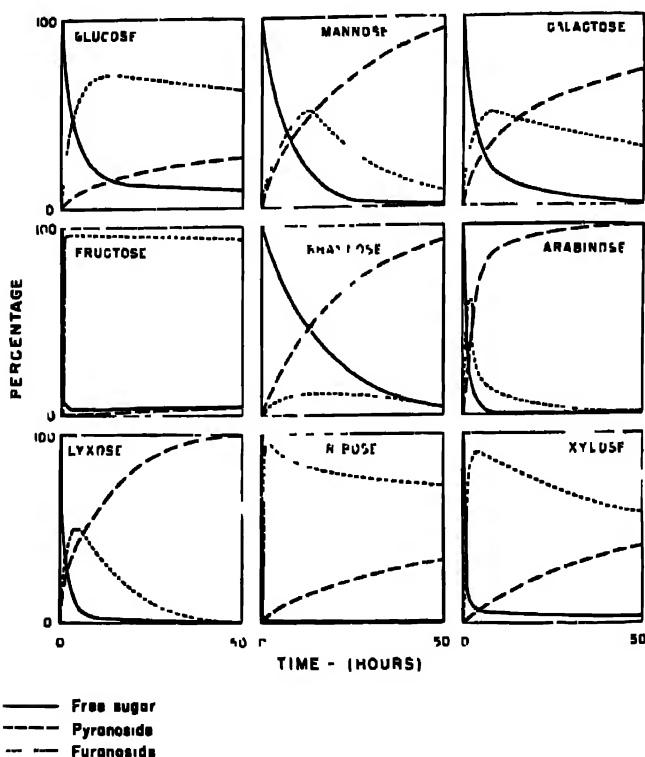 100
GLUCOSE
MANNOSE
GALACTOSE
0
100
FRUCTOSE
ARABINOSE
PERCENTAGE
0
100
LYXOSE
XYLOSE
0
0
50
50
TIME - (HOURS)
Free sugar
Pyranoside
Furanoside